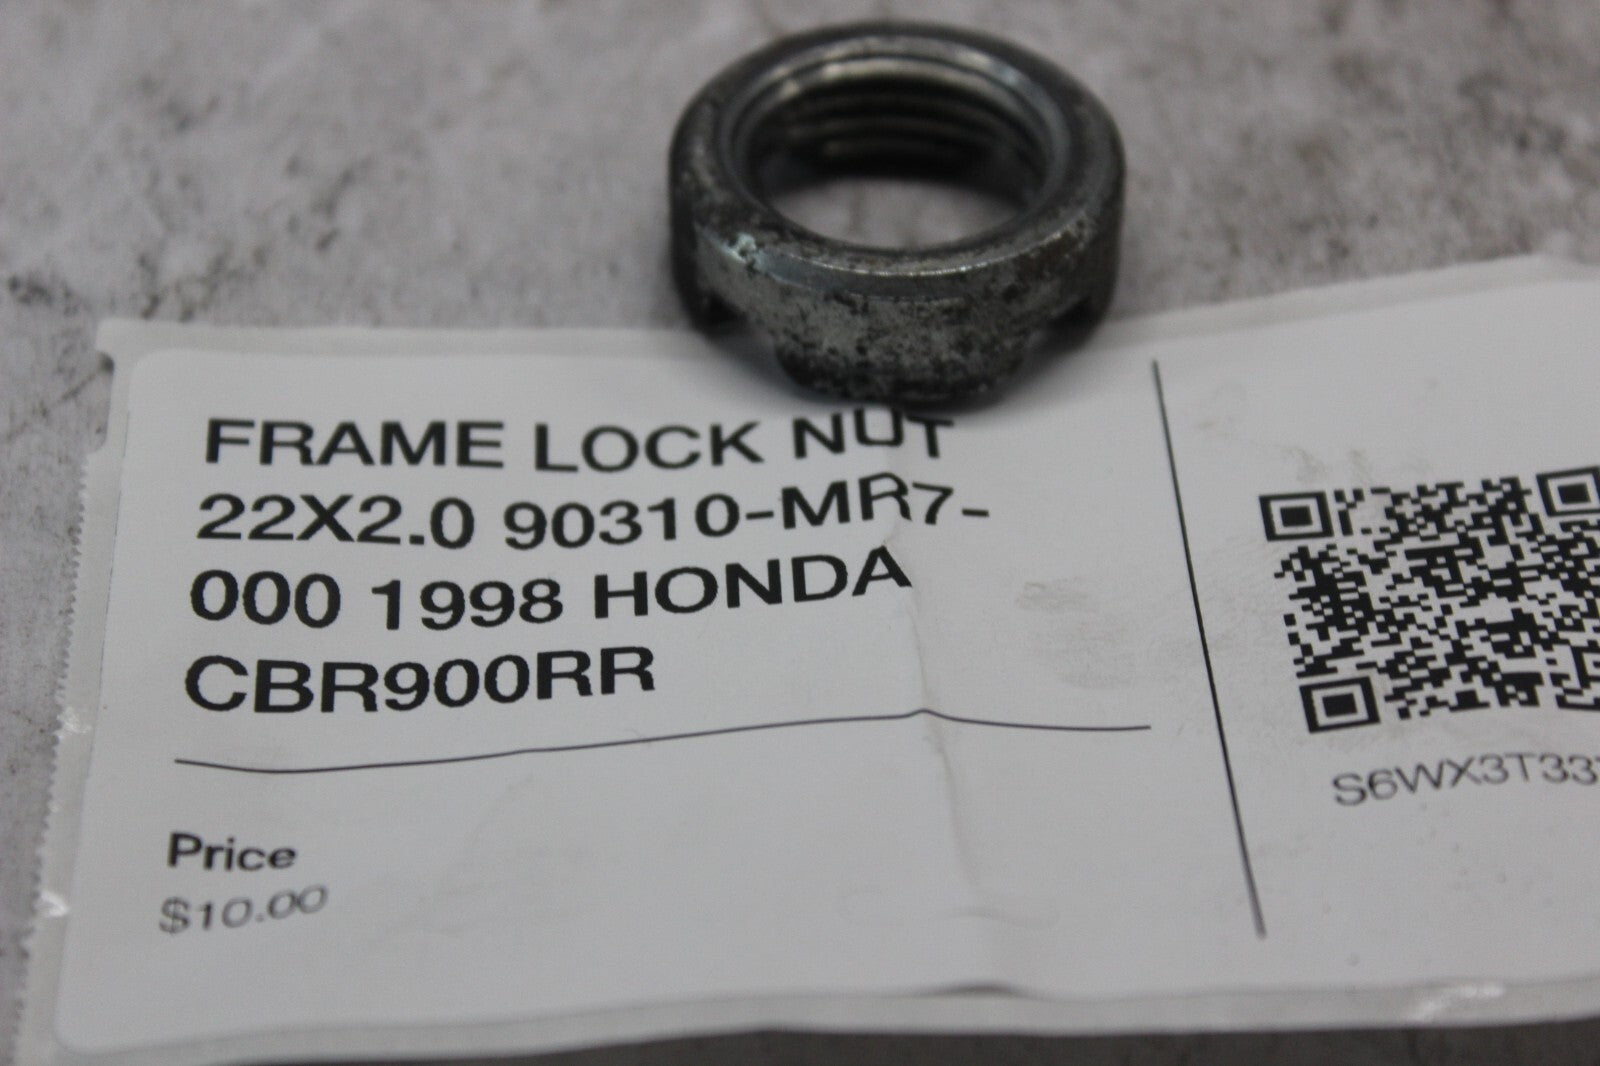 FRAME LOCK NUT
22X2.0 90310-MR7-
000 1998 HONDA
CBR900RR
Price
$10.00